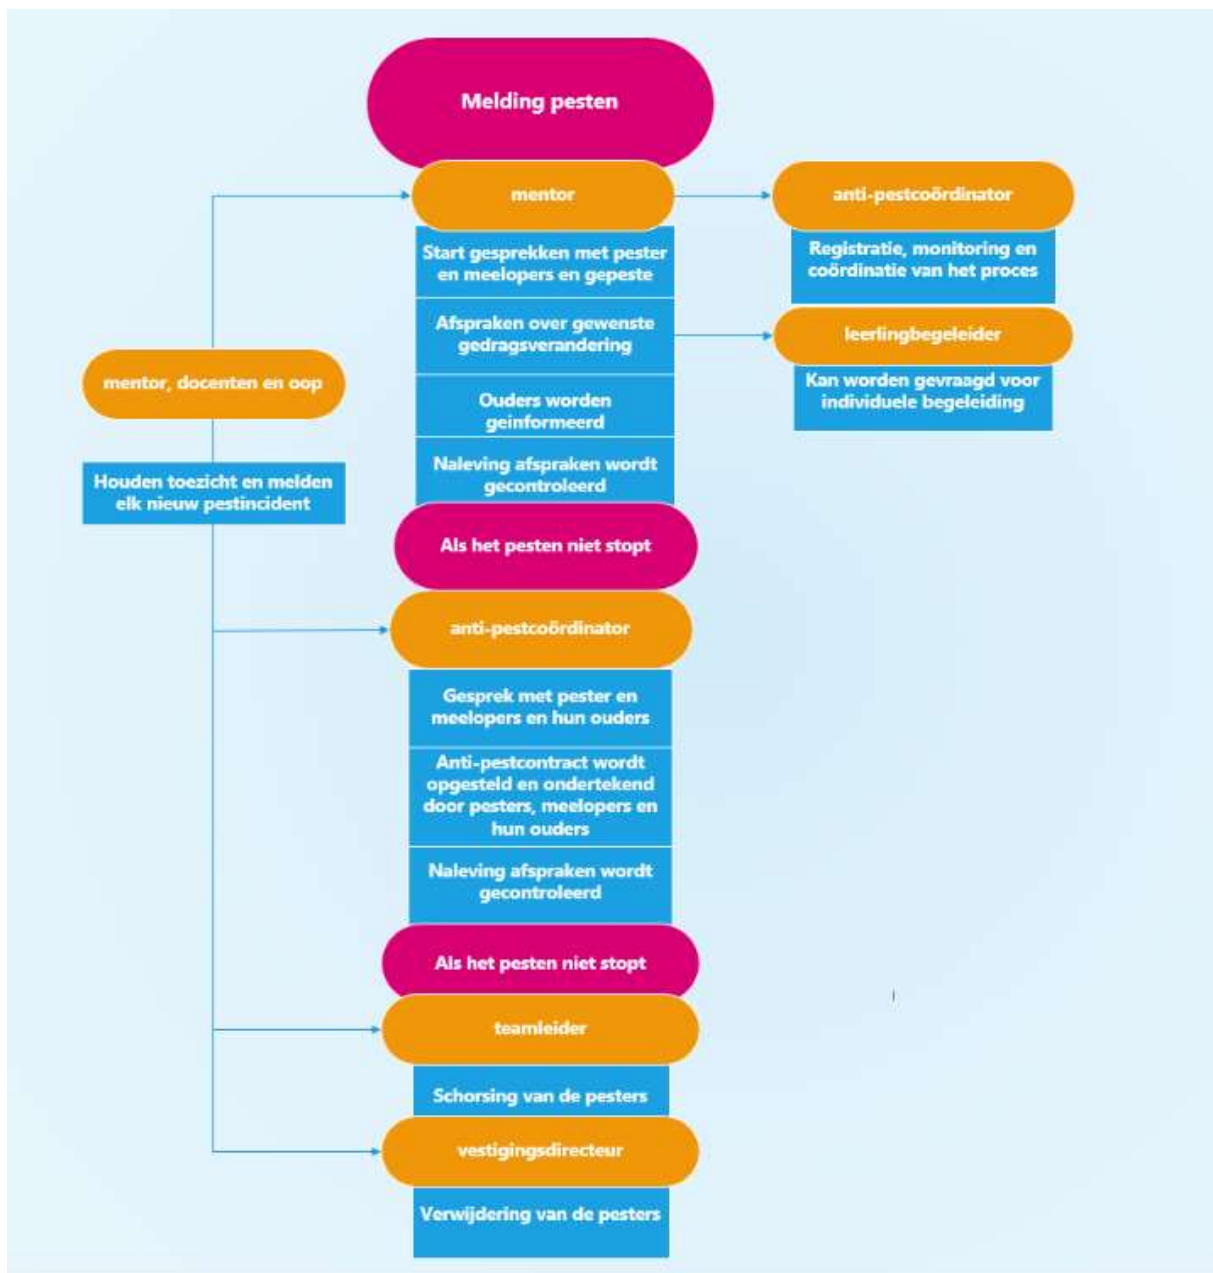 Melding pesten
mentor
anti-pestcoördinator
Start gesprekken met pester
en meelopers en gepeste
Registratie, monitoring en
coördinatie van het proces
Afspraken over gewenste
gedragsverandering
leerlingbegeleider
Kan worden gevraagd voor
individuele begeleiding
mentor, docenten en oop
Ouders worden
geinformeerd
Houden toezicht en melden
elk nieuw pestincident
Naleving afspraken wordt
gecontroleerd
Als het pesten niet stopt
anti-pestcoördinator
Gesprek met pester en
meelopers en hun ouders
Anti-pestcontract wordt
opgesteld en ondertekend
door pesters, meelopers en
hun ouders
Naleving afspraken wordt
gecontroleerd
Als het pesten niet stopt
teamleider
Schorsing van de pesters
vestigingsdirecteur
Verwijdering van de pesters